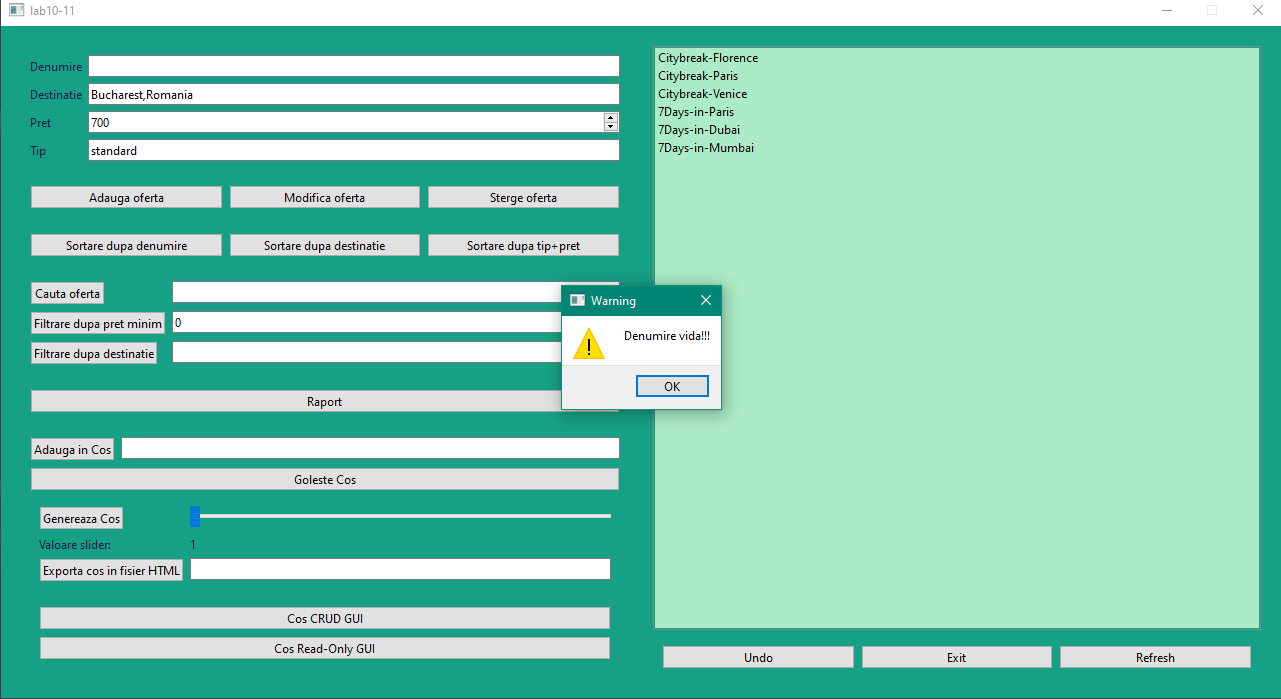 lab10-11
Denumire
Destinatie Bucharest,Romania
Pret 700
Tip standard
Adauga oferta Modifica oferta Sterge oferta
Sortare dupa denumire Sortare dupa destinatie Sortare dupa tip+pret
Cauta oferta
Filtrare dupa pret minim 0
Filtrare dupa destinatie
Raport
Adauga in Cos
Goleste Cos
Genereaza Cos
Valoare slider: 1
Exporta cos in fisier HTML
Cos CRUD GUI
Cos Read-Only GUI
Warning
Denumire vida!!!
OK
Citybreak-Florence
Citybreak-Paris
Citybreak-Venice
7Days-in-Paris
7Days-in-Dubai
7Days-in-Mumbai
Undo Exit Refresh